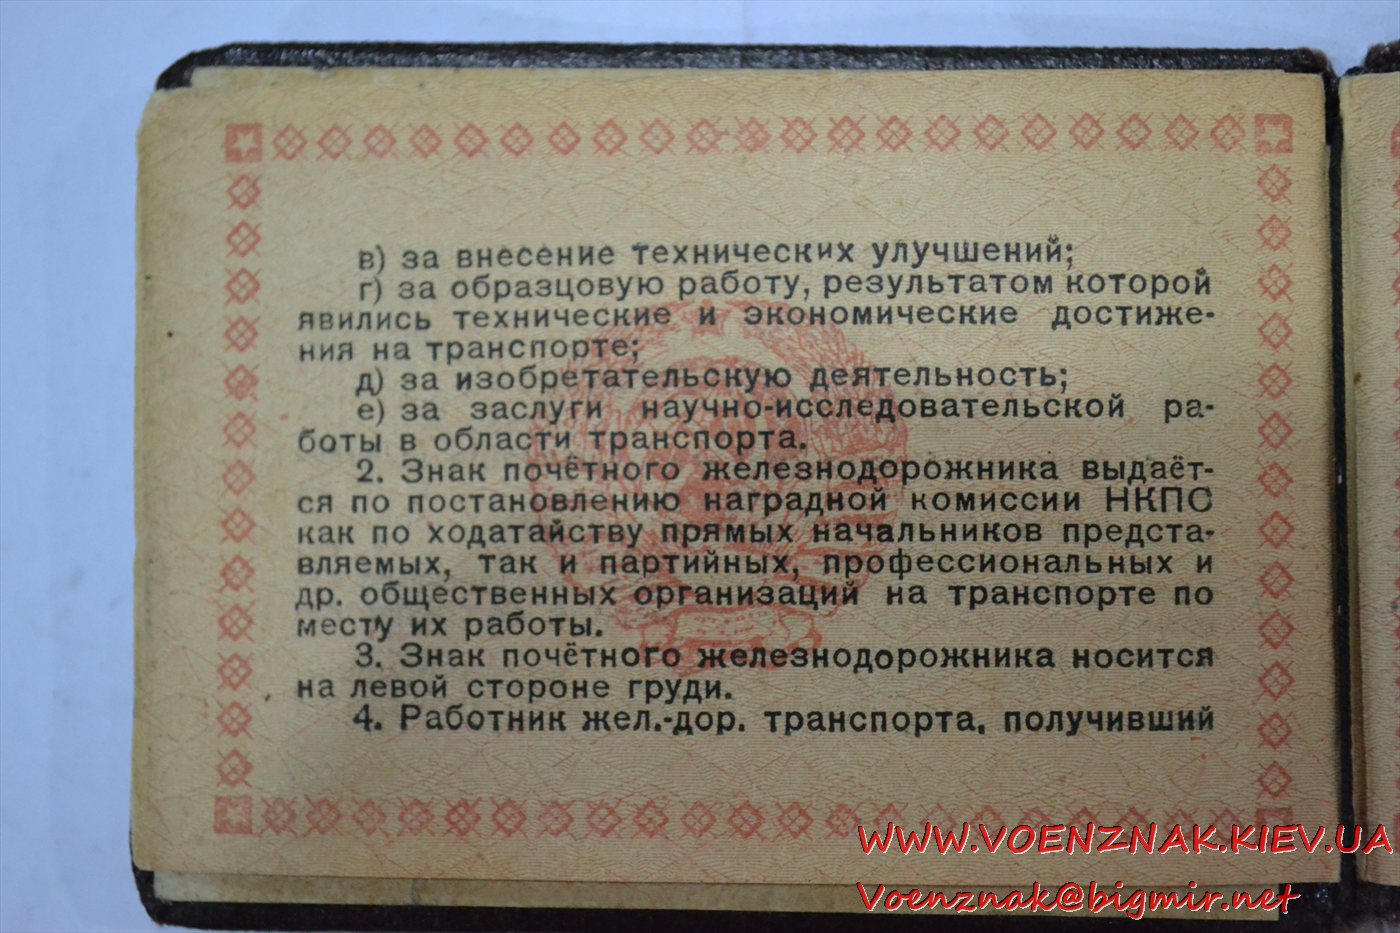 в) за внесение технических улучшений;
г) за образцовую работу, результатом которой
явились технические и экономические достиже-
ния на транспорте;
д) за изобретательскую деятельность;
е) за заслуги научно-исследовательской ра-
боты в области транспорта.
2. Знак почётного железнодорожника выдаёт-
ся по постановлению наградной комиссии НКПС
как по ходатайству прямых начальников предста-
вляемых, так и партийных, профессиональных и
др. общественных организаций на транспорте по
месту их работы.
3. Знак почётного железнодорожника носится
на левой стороне груди.
4. Работник жел.-дор. транспорта, получивший
WWW.VOENZNAK.KIEV.UA
Voenznak@bigmir.net